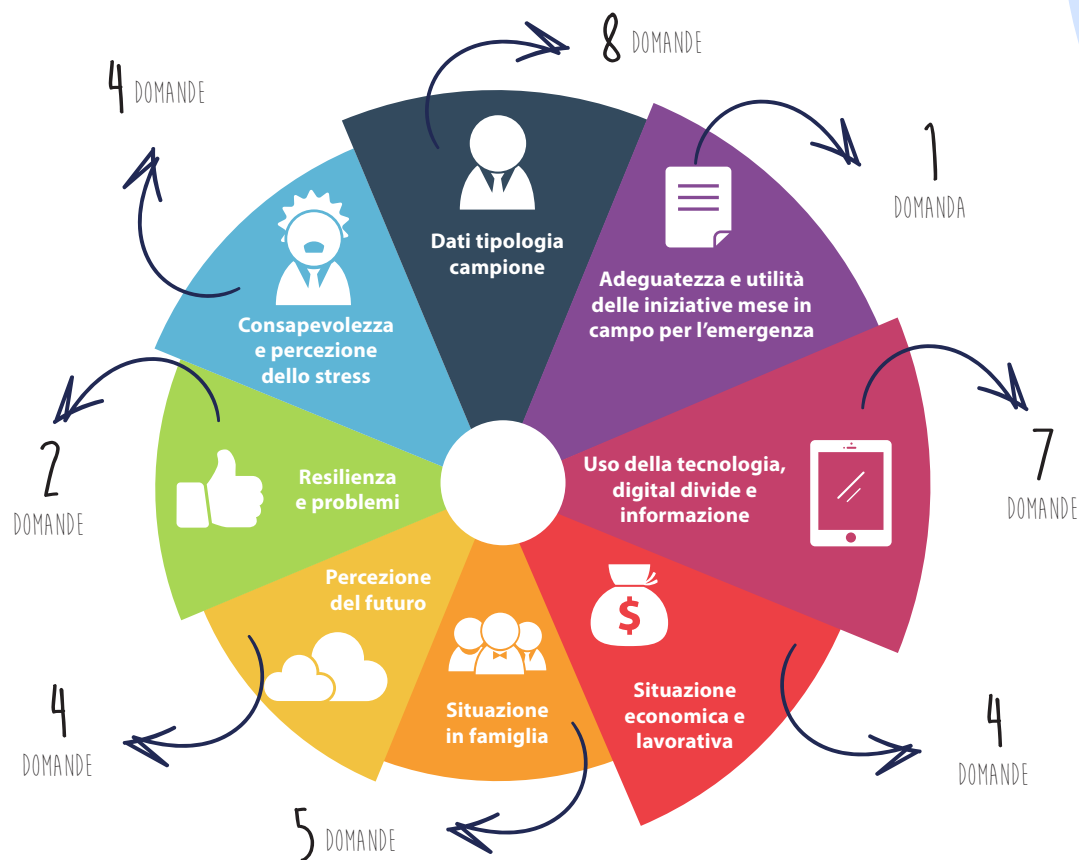 8 DOMANDE
4 DOMANDE
1
DOMANDA
Dati tipologia
campione
Adeguatezza e utilità
delle iniziative mese in
campo per l'emergenza
Consapevolezza
e percezione
dello stress
2
DOMANDE
7
DOMANDE
Resilienza
e problemi
Uso della tecnologia,
digital divide e
informazione
Percezione
del futuro
$
Situazione
in famiglia
Situazione
economica e
lavorativa
4
DOMANDE
4
DOMANDE
5 DOMANDE